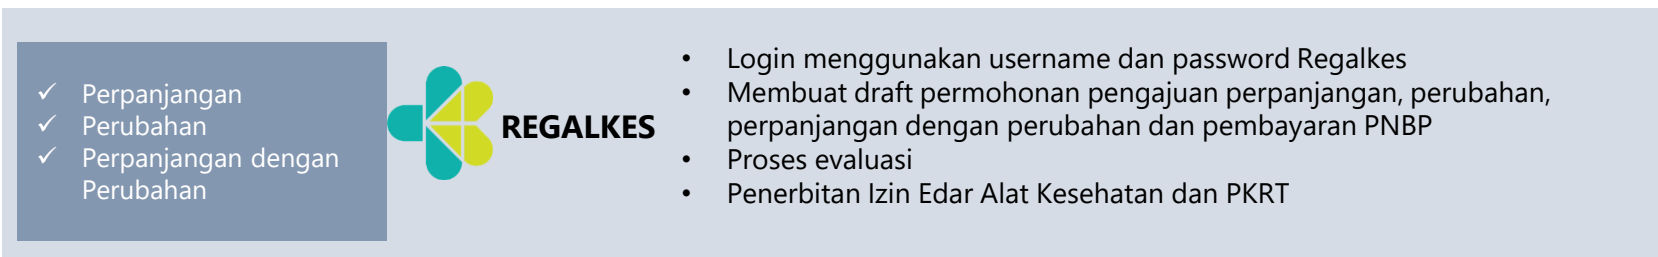 ✓ Perpanjangan
✓ Perubahan
✓ Perpanjangan dengan
Perubahan
REGALKES
• Login menggunakan username dan password Regalkes
• Membuat draft permohonan pengajuan perpanjangan, perubahan,
perpanjangan dengan perubahan dan pembayaran PNBP
• Proses evaluasi
• Penerbitan Izin Edar Alat Kesehatan dan PKRT